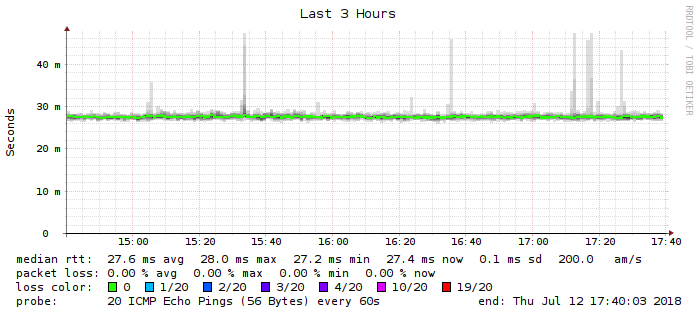 Last 3 Hours
RRDTOOL / TOBI OETIKER
Seconds
40 m
30 m
20 m
10 m
0
15:00 15:20 15:40 16:00 16:20 16:40 17:00 17:20 17:40
median rtt: 27.6 ms avg 28.0 ms max 27.2 ms min 27.4 ms now 0.1 ms sd 200.0 am/s
packet loss: 0.00 % avg 0.00 % max 0.00 % min 0.00 % now
loss color: 0 1/20 2/20 3/20 4/20 10/20 19/20
probe: 20 ICMP Echo Pings (56 Bytes) every 60s end: Thu Jul 12 17:40:03 2018